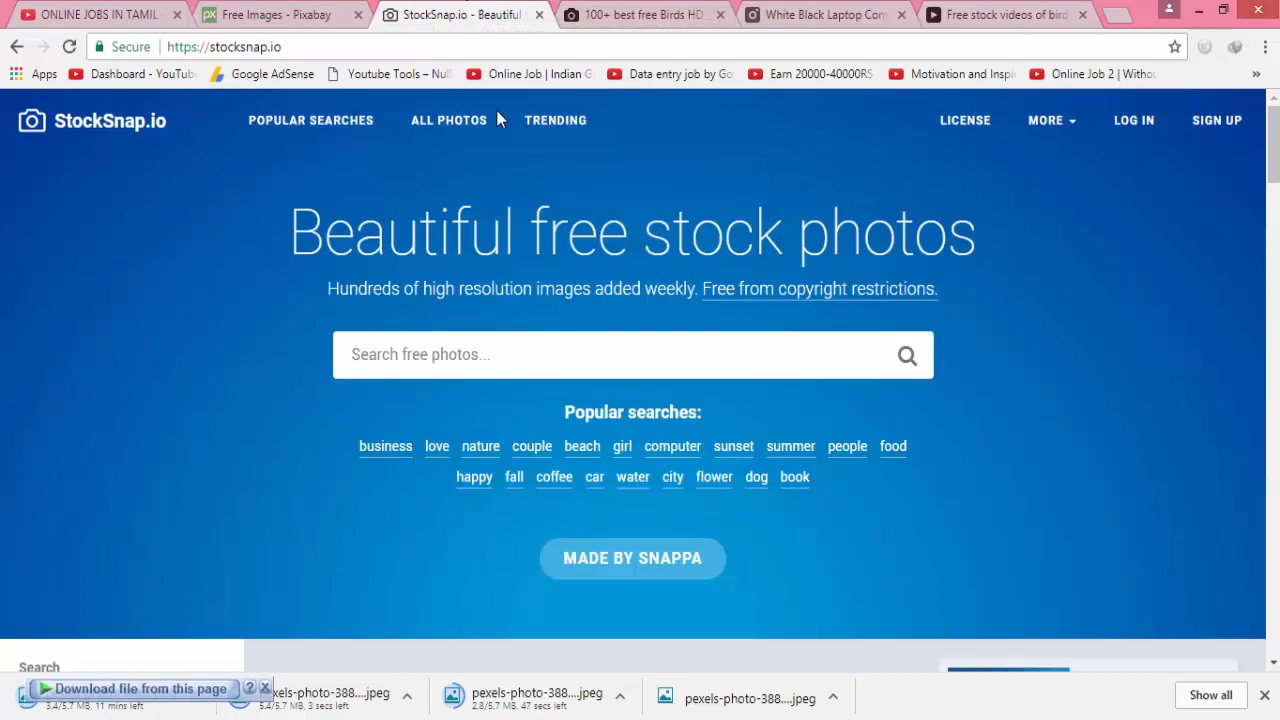 ONLINE JOBS IN TAMIL -
Free Images - Pixabay
StockSnap.io - Beautiful
100+ best free Birds HD
White Black Laptop Com
Free stock videos of bird
Secure
https://stocksnap.io
Apps
Dashboard - YouTube
Google AdSense
Youtube Tools – Null
Online Job | Indian G
Data entry job by Go
Earn 20000-40000RS
Motivation and Inspi
Online Job 2 | Witho
»
StockSnap.io
POPULAR SEARCHES
ALL PHOTOS
TRENDING
LICENSE
MORE
LOG IN
SIGN UP
Beautiful free stock photos
Hundreds of high resolution images added weekly. Free from copyright restrictions.
Search free photos...
Popular searches:
business love nature couple beach girl computer sunset summer people food
happy fall coffee car water city flower dog book
MADE BY SNAPPA
Search
Download file from this page ?
3.4/5.7 MB, 11 mins left
exels-photo-388....jpeg
5.4/5.7 MB, 3 secs left
pexels-photo-388....jpeg
2.8/5.7 MB, 47 secs left
pexels-photo-388....jpeg
Show all